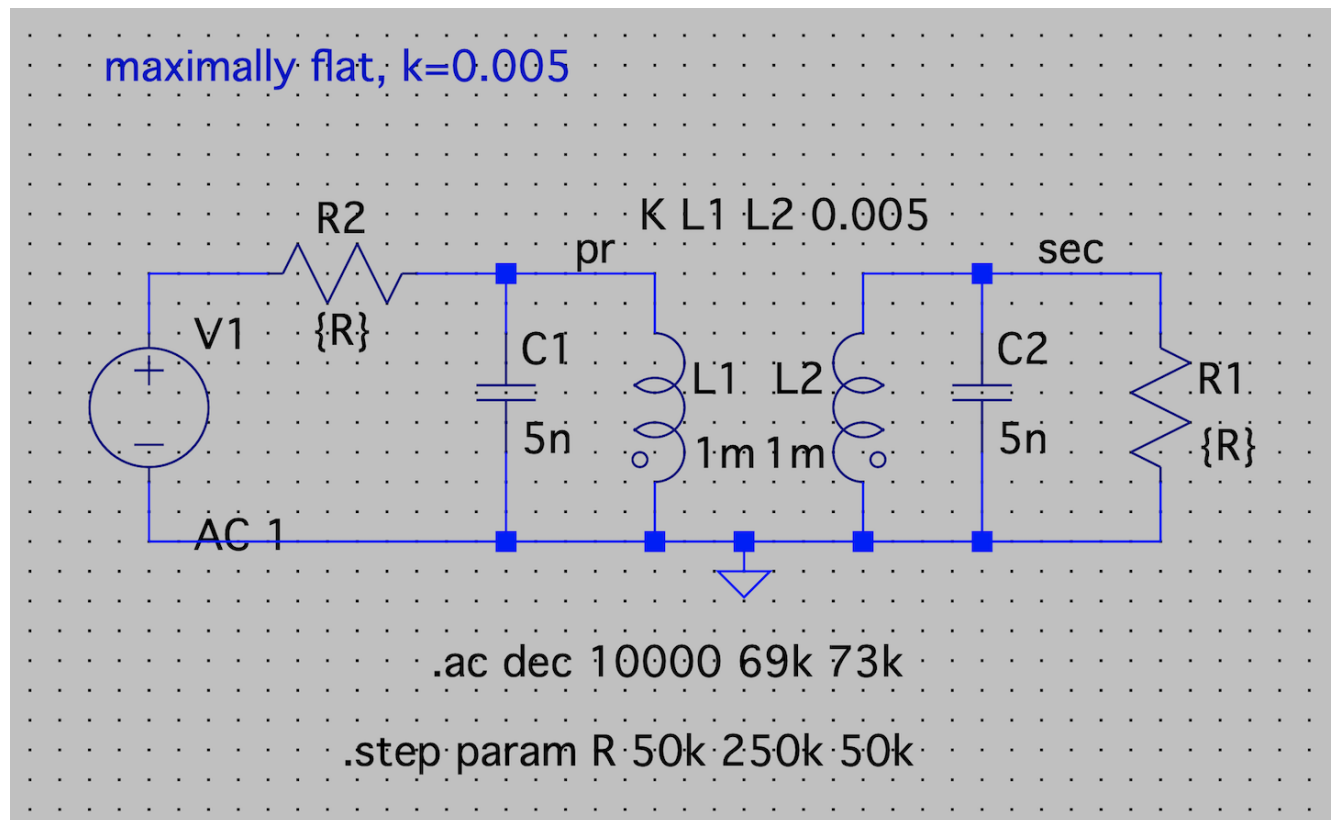 maximally flat, k=0.005
R2
K L1 L2 0.005
pr
sec
V1
{R}
C1
C2
L1
L2
R1
5n
1m
1m
5n
{R}
AC 1
.ac dec 10000 69k 73k
.step param R 50k 250k 50k